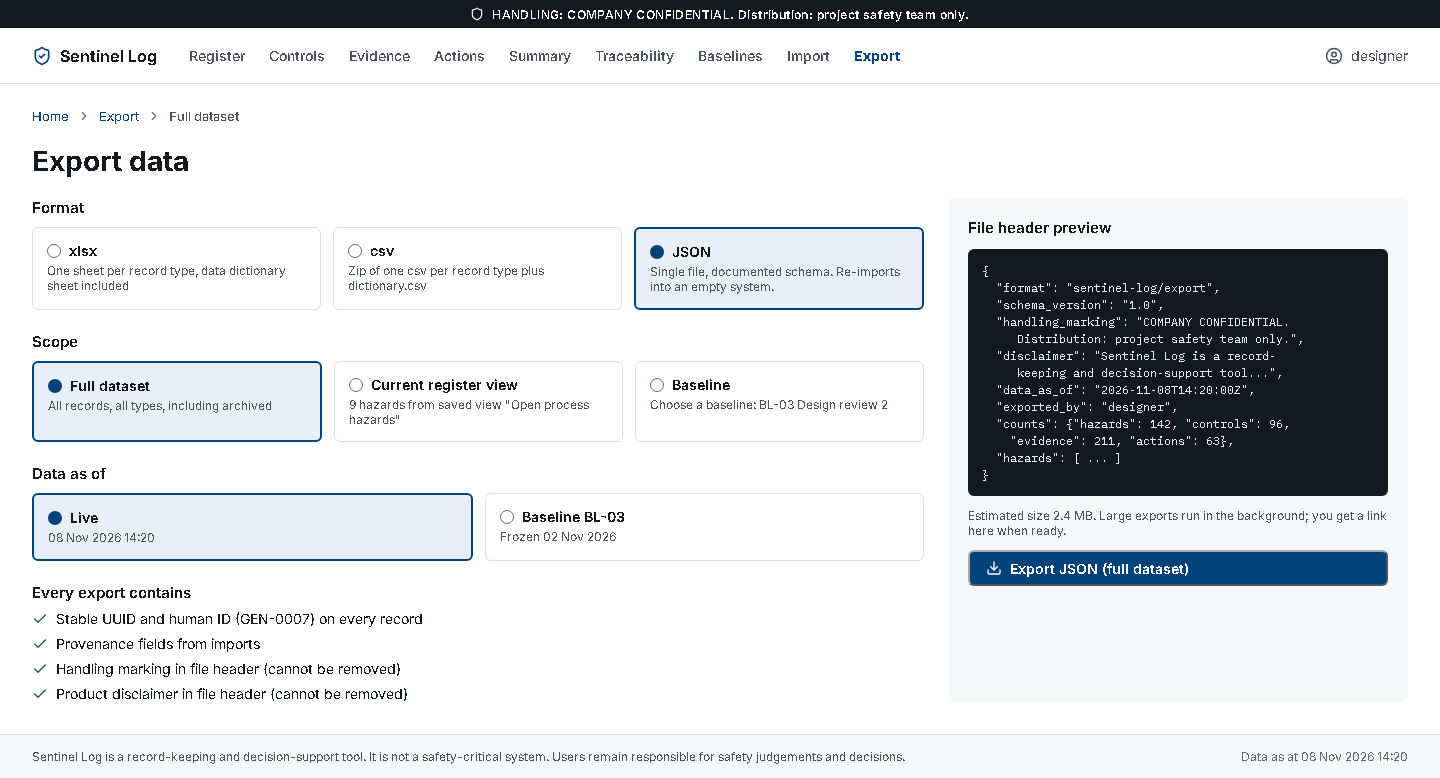 HANDLING: COMPANY CONFIDENTIAL. Distribution: project safety team only.
Sentinel Log
Register
Controls
Evidence
Actions
Summary
Traceability
Baselines
Import
Export
designer
Home
Export
Full dataset
Export data
Format
xlsx
One sheet per record type, data dictionary
sheet included
csv
Zip of one csv per record type plus
dictionary.csv
JSON
Single file, documented schema. Re-imports
into an empty system.
Scope
Full dataset
All records, all types, including archived
Current register view
9 hazards from saved view "Open process
hazards"
Baseline
Choose a baseline: BL-03 Design review 2
Data as of
Live
08 Nov 2026 14:20
Baseline BL-03
Frozen 02 Nov 2026
Every export contains
Stable UUID and human ID (GEN-0007) on every record
Provenance fields from imports
Handling marking in file header (cannot be removed)
Product disclaimer in file header (cannot be removed)
File header preview
{
"format": "sentinel-log/export",
"schema_version": "1.0",
"handling_marking": "COMPANY CONFIDENTIAL.
Distribution: project safety team only.",
"disclaimer": "Sentinel Log is a record-
keeping and decision-support tool...",
"data_as_of": "2026-11-08T14:20:00Z",
"exported_by": "designer",
"counts": {"hazards": 142, "controls": 96,
"evidence": 211, "actions": 63},
"hazards": [ ... ]
}
Estimated size 2.4 MB. Large exports run in the background; you get a link
here when ready.
Export JSON (full dataset)
Sentinel Log is a record-keeping and decision-support tool. It is not a safety-critical system. Users remain responsible for safety judgements and decisions.
Data as at 08 Nov 2026 14:20